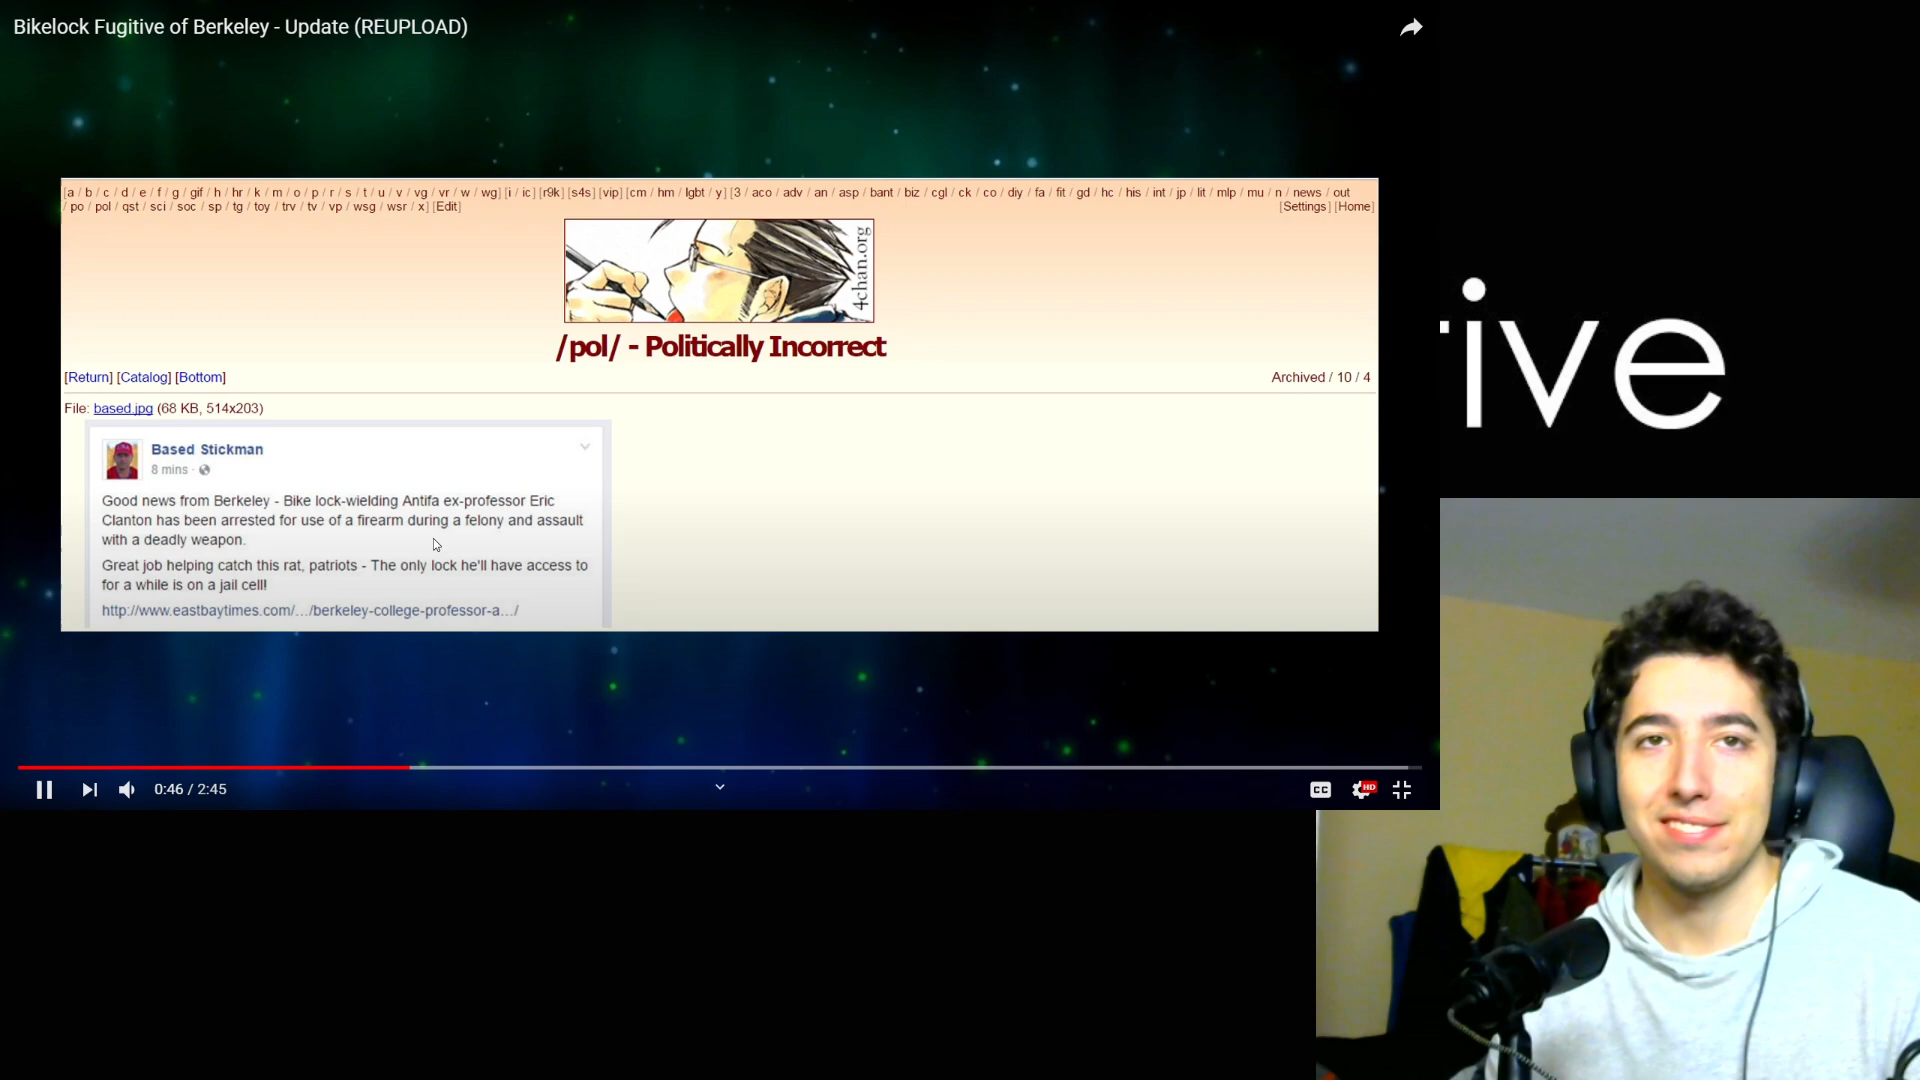 Bikelock Fugitive of Berkeley - Update (REUPLOAD)
[a / b / c / d / e / f / g / gif / h / hr / k / m / o / p / r / s / t / u / v / vg / vr / w / wg] [i / ic] [r9k] [s4s] [vip] [cm / hm / lgbt / y] [3 / aco / adv / an / asp / bant / biz / cgl / ck / co / diy / fa / fit / gd / hc / his / int / jp / lit / mlp / mu / n / news / out
/ po / pol / qst / sci / soc / sp / tg / toy / trv / tv / vp / wsg / wsr / x] [Edit]
[Settings] [Home]
4chan.org
/pol/ - Politically Incorrect
[Return] [Catalog] [Bottom]
Archived / 10 / 4
File: based.jpg (68 KB, 514x203)
Based Stickman
8 mins ·
Good news from Berkeley - Bike lock-wielding Antifa ex-professor Eric
Clanton has been arrested for use of a firearm during a felony and assault
with a deadly weapon.
Great job helping catch this rat, patriots - The only lock he'll have access to
for a while is on a jail cell!
http://www.eastbaytimes.com/.../berkeley-college-professor-a.../
ive
0:46 / 2:45
CC
HD